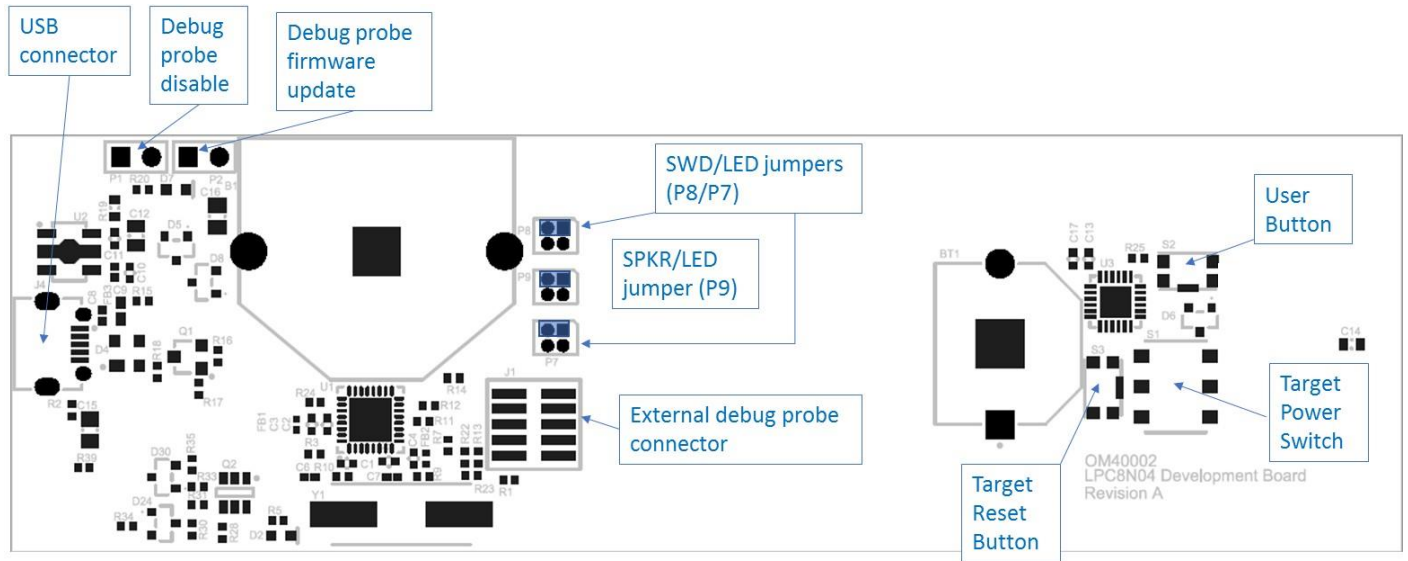 USB
connector
Debug
probe
disable
Debug probe
firmware
update
SWD/LED jumpers
(P8/P7)
SPKR/LED
jumper (P9)
External debug probe
connector
User
Button
Target
Power
Switch
Target
Reset
Button
OM40002
LPC8N04 Development Board
Revision A
P1
R20
D7
P2
B1
C16
R19
U2
C12
D5
C11
C10
D8
J4
C8
FB3
C9
R15
D4
Q1
R18
R16
R17
R2
C15
R39
D30
R35
R33
R31
Q2
D24
R34
R30
R28
R5
D2
Y1
U1
R24
FB1
C3
C2
R3
C6
R10
C1
C7
C4
FB2
R9
R7
R11
R12
R14
R22
R13
R23
R1
J1
P8
P9
P7
BT1
C17
C13
U3
R25
S2
D6
S1
S3
C14